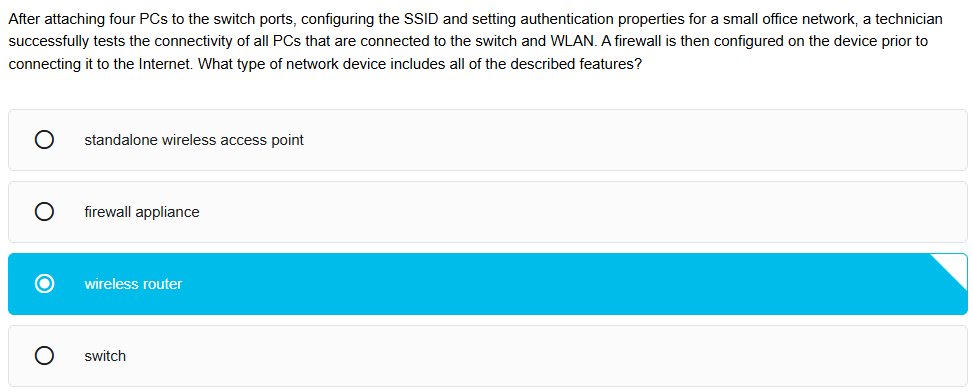 After attaching four PCs to the switch ports, configuring the SSID and setting authentication properties for a small office network, a technician
successfully tests the connectivity of all PCs that are connected to the switch and WLAN. A firewall is then configured on the device prior to
connecting it to the Internet. What type of network device includes all of the described features?
standalone wireless access point
firewall appliance
wireless router
switch